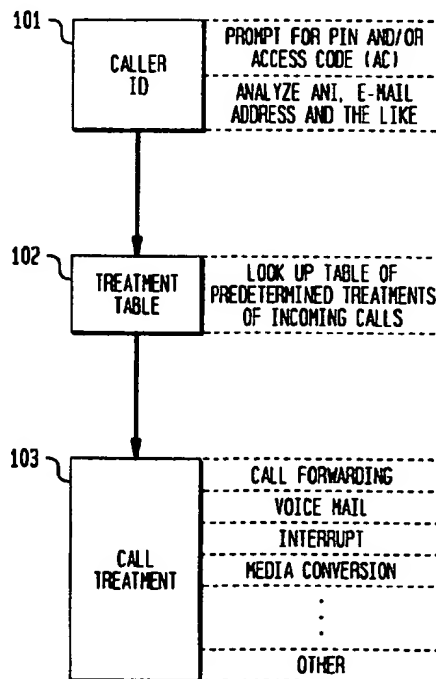 101
CALLER
ID
PROMPT FOR PIN AND/OR
ACCESS CODE (AC)
ANALYZE ANI, E-MAIL
ADDRESS AND THE LIKE
102
TREATMENT
TABLE
LOOK UP TABLE OF
PREDETERMINED TREATMENTS
OF INCOMING CALLS
103
CALL
TREATMENT
CALL FORWARDING
VOICE MAIL
INTERRUPT
MEDIA CONVERSION
OTHER